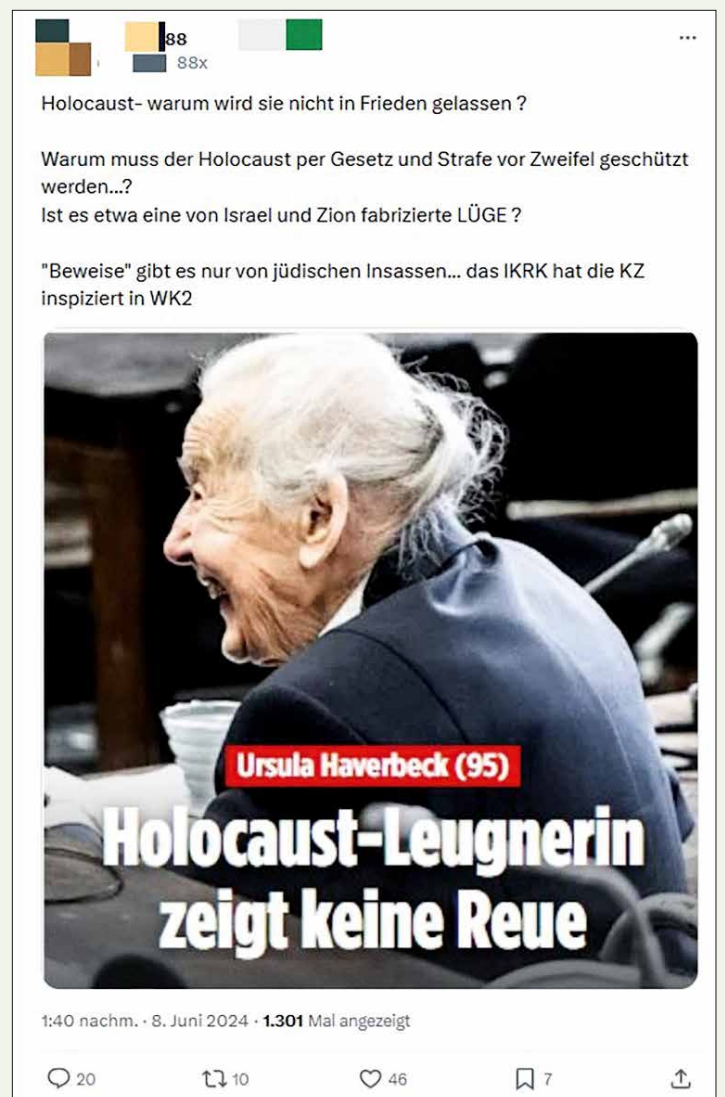 88
88x
Holocaust- warum wird sie nicht in Frieden gelassen ?
Warum muss der Holocaust per Gesetz und Strafe vor Zweifel geschützt
werden...?
Ist es etwa eine von Israel und Zion fabrizierte LÜGE ?
"Beweise" gibt es nur von jüdischen Insassen... das IKRK hat die KZ
inspiziert in WK2
Ursula Haverbeck (95)
Holocaust-Leugnerin
zeigt keine Reue
1:40 nachm. · 8. Juni 2024 · 1.301 Mal angezeigt
20 10 46 7